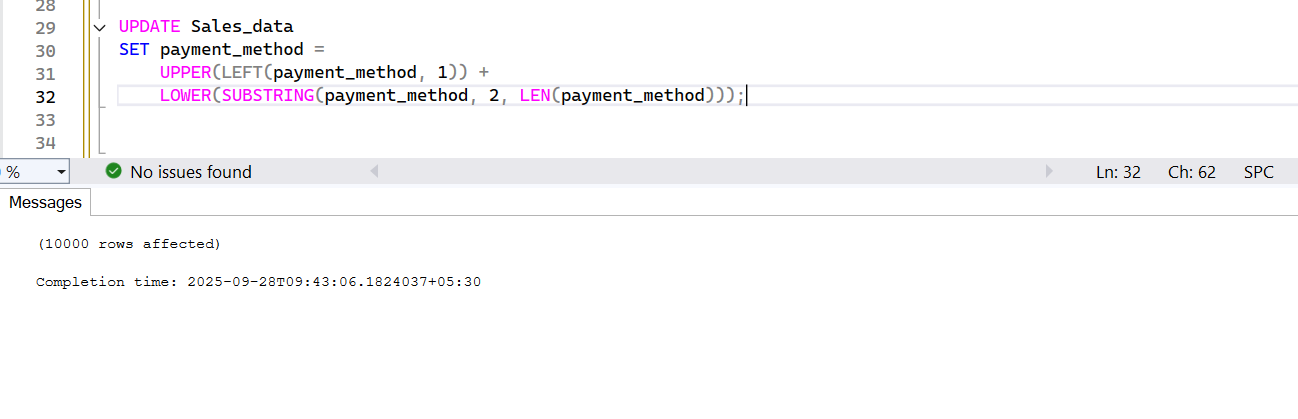 28
29 UPDATE Sales_data
30 SET payment_method =
31 UPPER(LEFT(payment_method, 1)) +
32 LOWER(SUBSTRING(payment_method, 2, LEN(payment_method)));
33
34
% No issues found Ln: 32 Ch: 62 SPC
Messages
(10000 rows affected)
Completion time: 2025-09-28T09:43:06.1824037+05:30